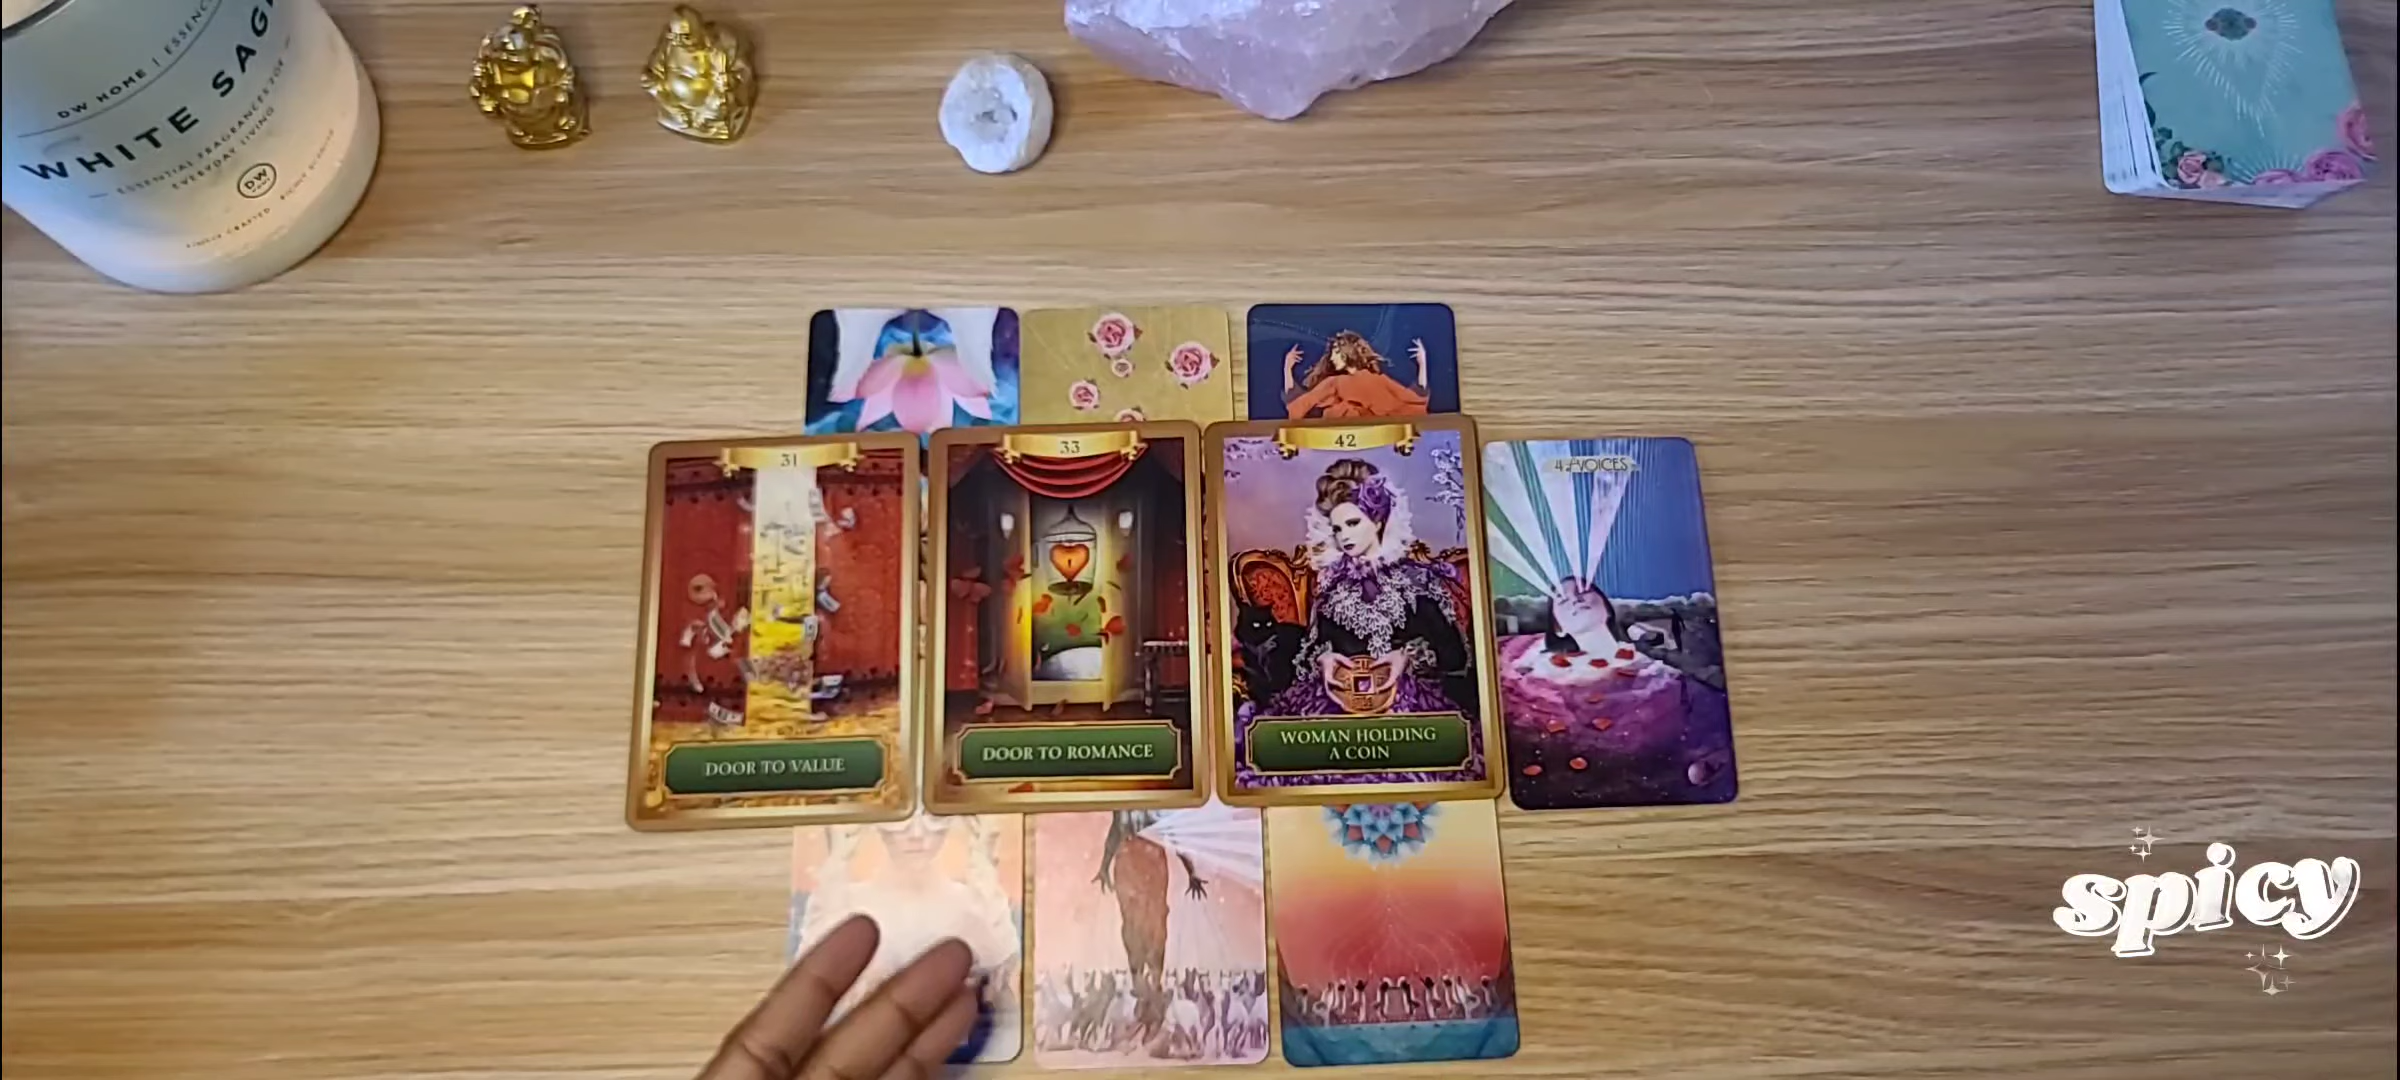 DW HOME | ESSENC
WHITE SAG
ESSENTIAL FRAGRANCES FOR
EVERYDAY LIVING
DW
HOME
31
33
42
DOOR TO VALUE
DOOR TO ROMANCE
WOMAN HOLDING
A COIN
VOICES
spicy